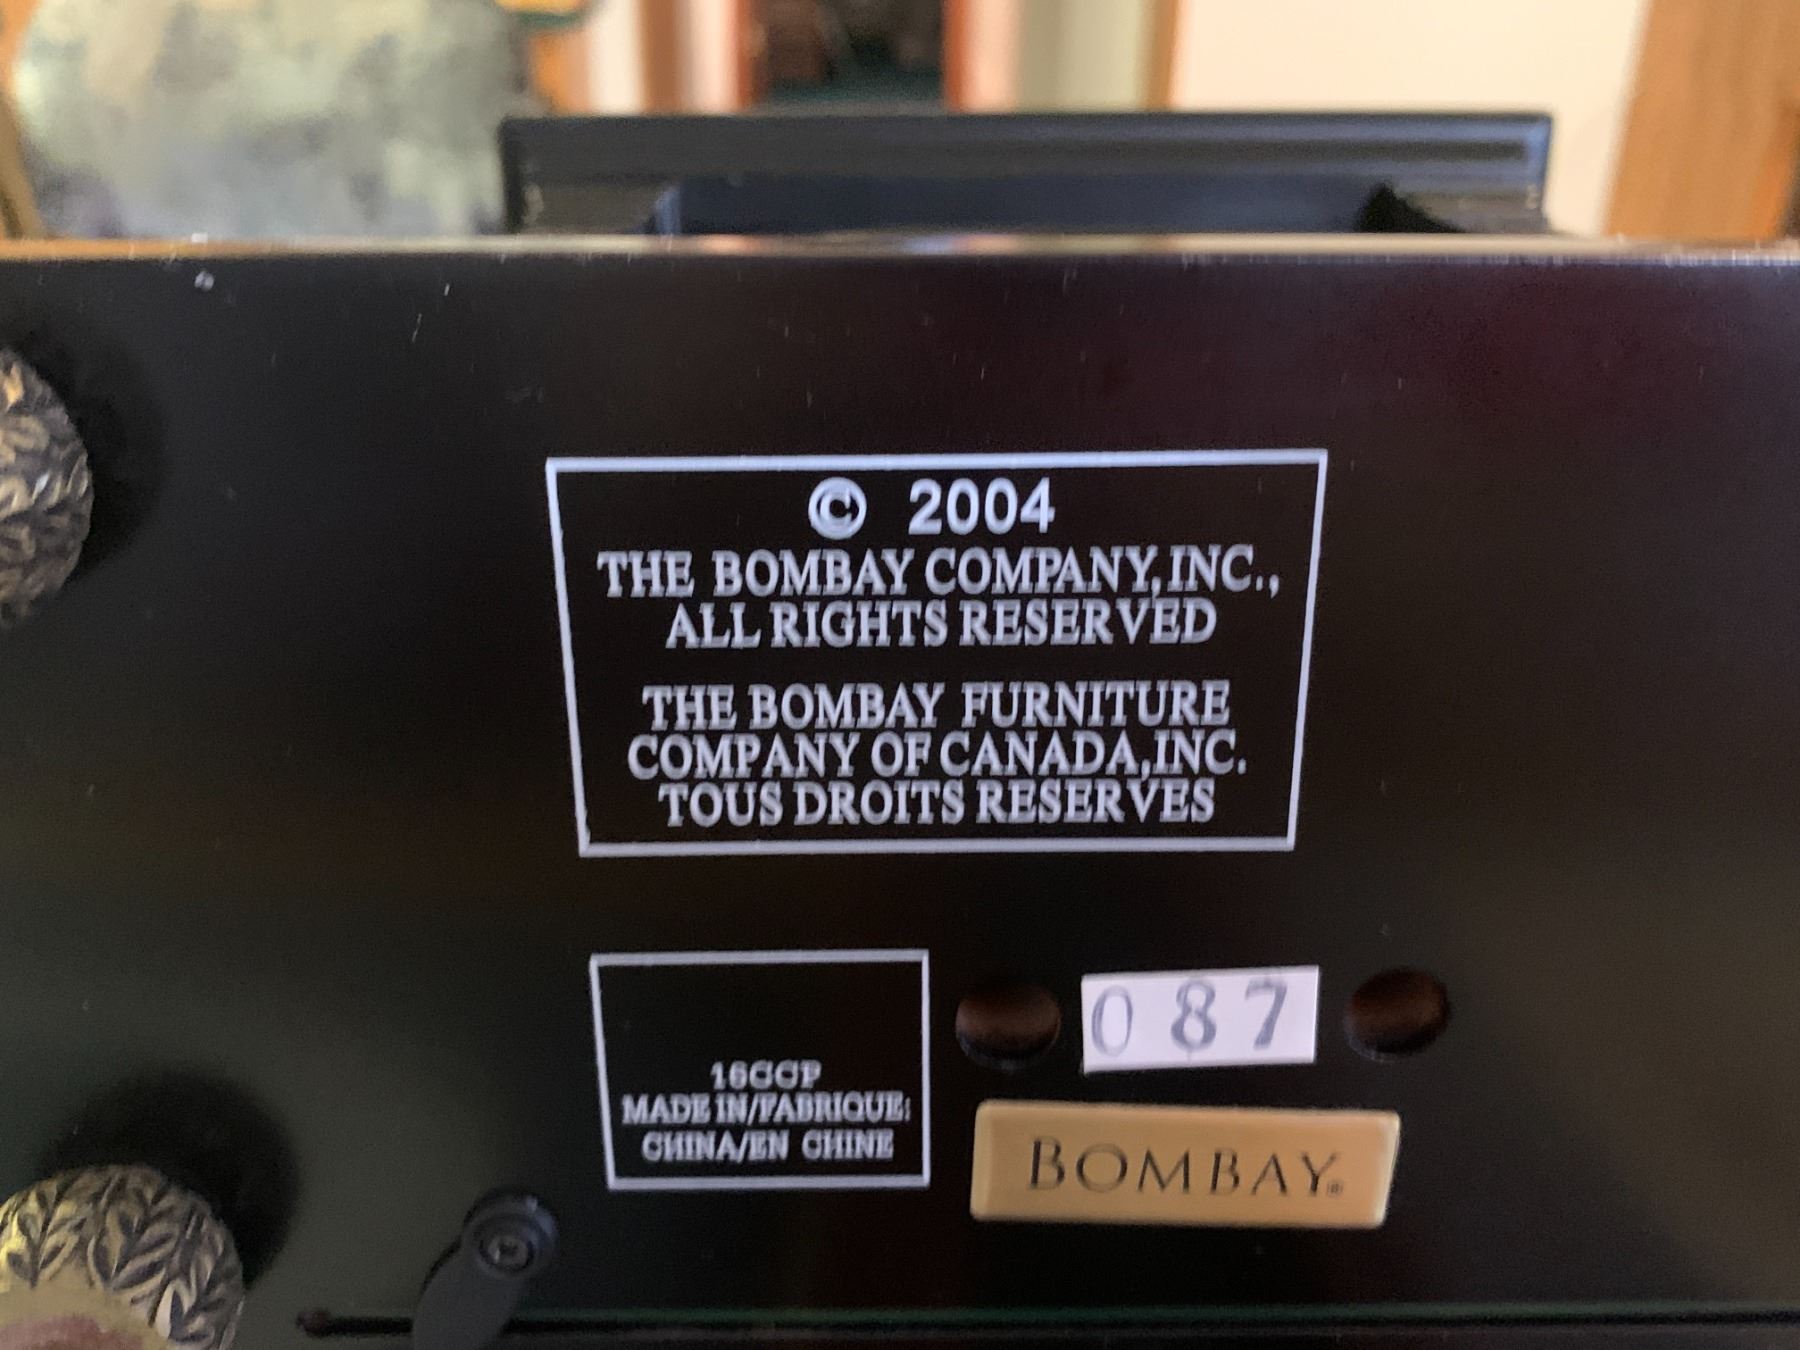 © 2004
THE BOMBAY COMPANY, INC.,
ALL RIGHTS RESERVED
THE BOMBAY FURNITURE
COMPANY OF CANADA, INC.
TOUS DROITS RESERVES
MADE IN/FABRIQUE:
CHINA/EN CHINE
087
BOMBAY®